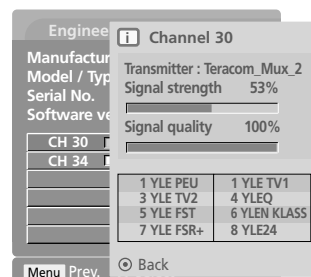 Enginee
i Channel 30
Manufactur
Model / Typ
Serial No.
Software ve
Transmitter : Teracom_Mux_2
Signal strength 53%
Signal quality 100%
CH 30
CH 34
1 YLE PEU 1 YLE TV1
3 YLE TV2 4 YLEQ
5 YLE FST 6 YLEN KLASS
7 YLE FSR+ 8 YLE24
Back
Menu Prev.